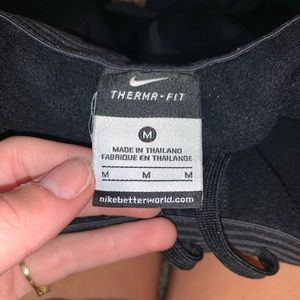 THERMA-FIT
M
MADE IN THAILAND
FABRIQUE EN THAILANDE
M M M
nikebetterworld.com